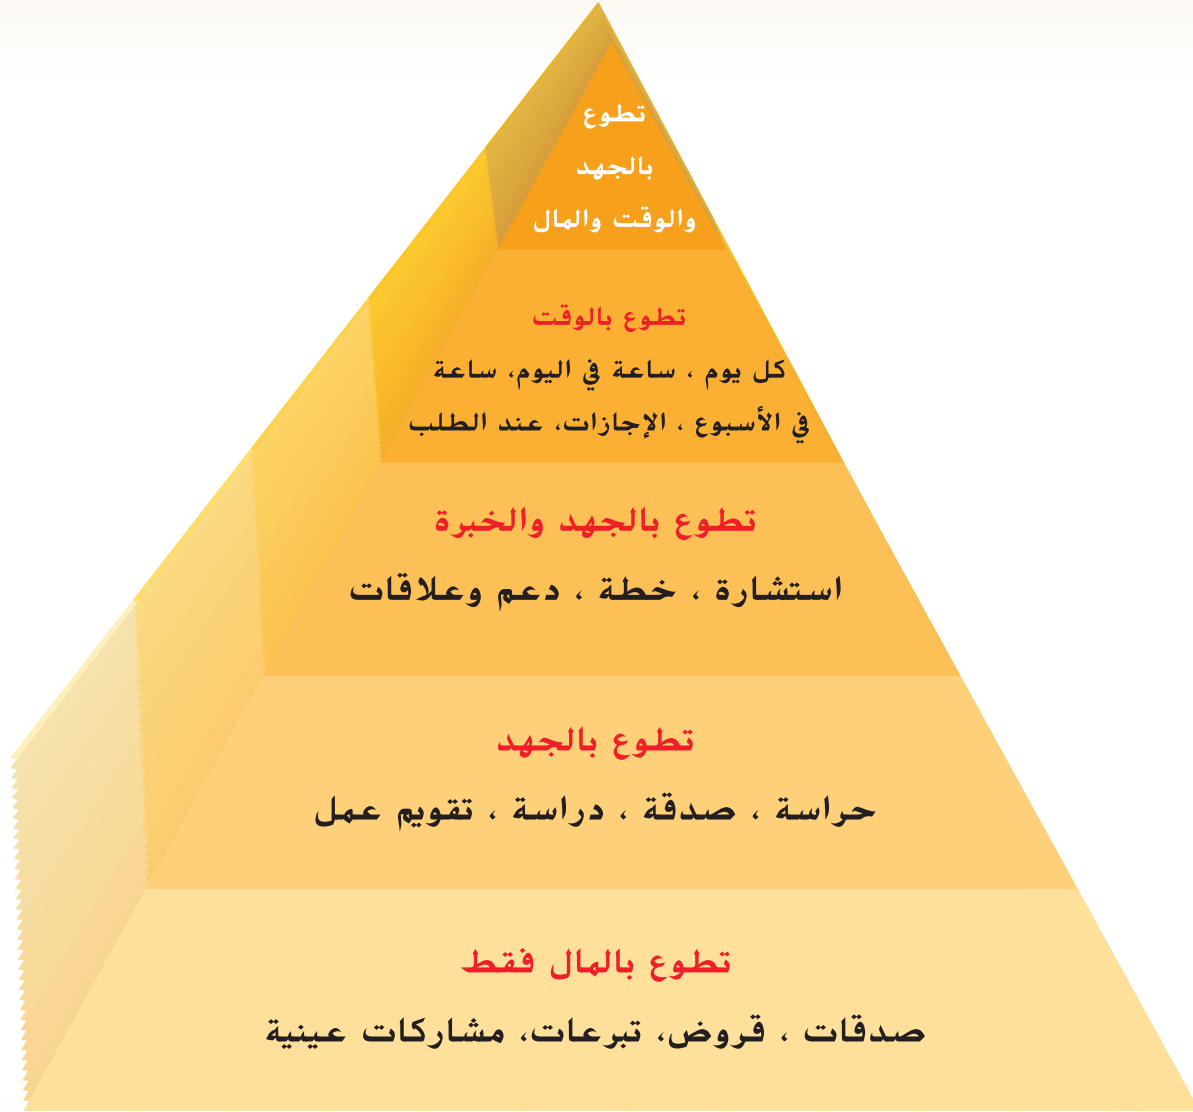 تطوع
بالجهد
والوقت والمال
تطوع بالوقت
كل يوم ، ساعة في اليوم، ساعة
في الأسبوع ، الإجازات، عند الطلب
تطوع بالجهد والخبرة
استشارة ، خطة ، دعم وعلاقات
تطوع بالجهد
حراسة ، صدقة ، دراسة ، تقويم عمل
تطوع بالمال فقط
صدقات ، قروض، تبرعات، مشاركات عينية